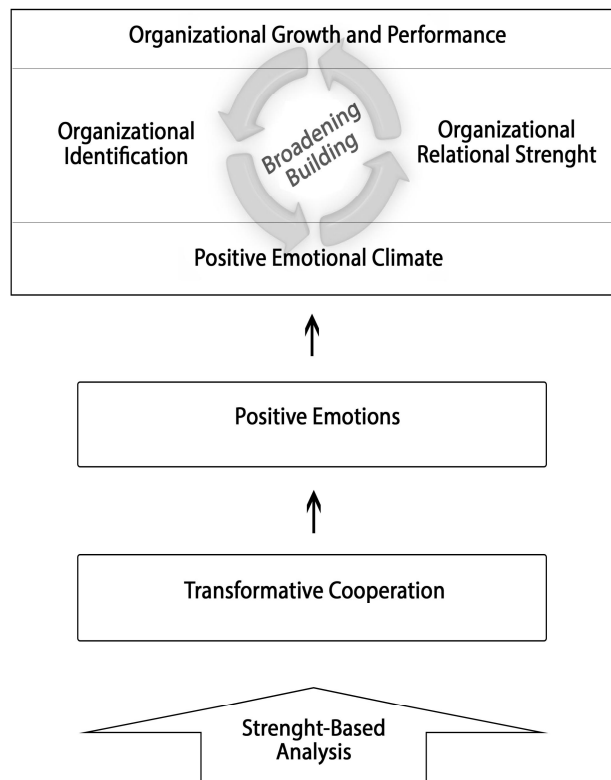 Organizational Growth and Performance
Organizational
Identification
Broadening
Building
Organizational
Relational Strenght
Positive Emotional Climate
Positive Emotions
Transformative Cooperation
Strenght-Based
Analysis